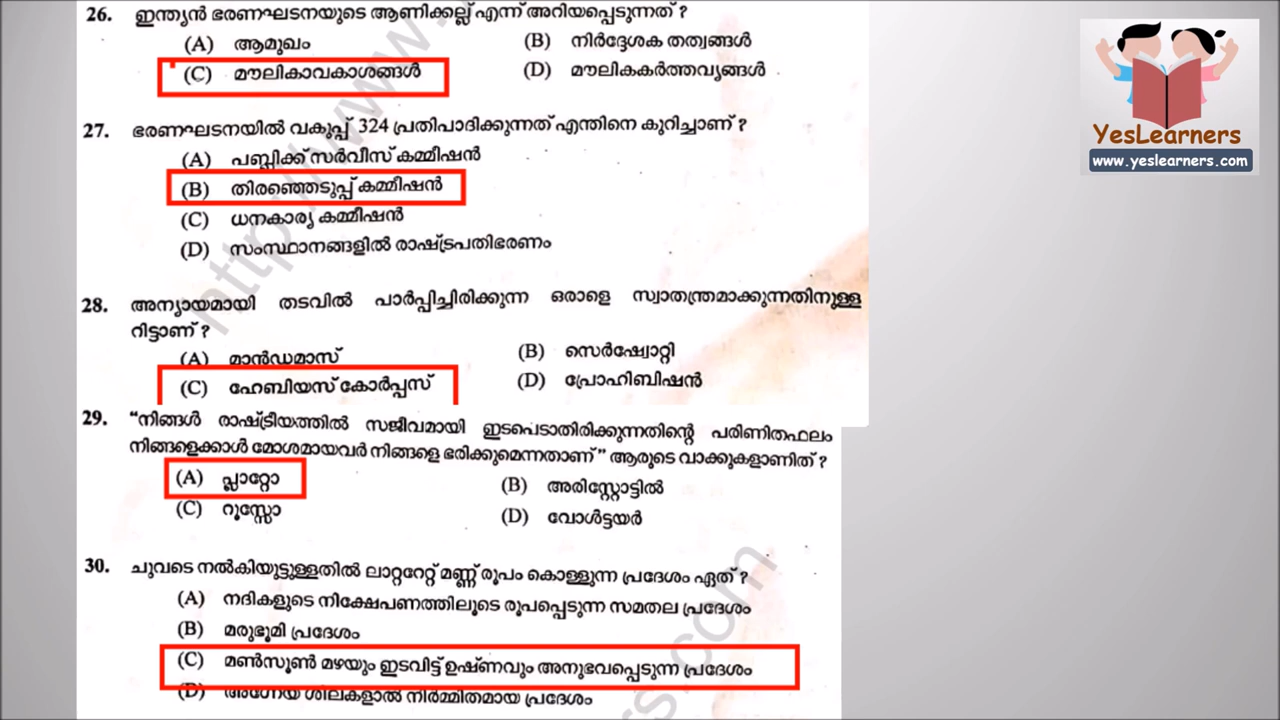 26. ഇന്ത്യൻ ഭരണഘടനയുടെ ആണിക്കല്ല് എന്ന് അറിയപ്പെടുന്നത് ?
(A) ആമുഖം (B) നിർദ്ദേശക തത്വങ്ങൾ
(C) മൗലികാവകാശങ്ങൾ (D) മൗലികകർത്തവ്യങ്ങൾ
27. ഭരണഘടനയിൽ വകുപ്പ് 324 പ്രതിപാദിക്കുന്നത് എന്തിനെ കുറിച്ചാണ് ?
(A) പബ്ലിക്ക് സർവീസ് കമ്മീഷൻ
(B) തിരഞ്ഞെടുപ്പ് കമ്മീഷൻ
(C) ധനകാര്യ കമ്മീഷൻ
(D) സംസ്ഥാനങ്ങളിൽ രാഷ്ട്രപതിഭരണം
28. അന്യായമായി തടവിൽ പാർപ്പിച്ചിരിക്കുന്ന ഒരാളെ സ്വാതന്ത്രമാക്കുന്നതിനുള്ള
റിട്ടാണ് ?
(A) മാൻഡമാസ് (B) സെർഷ്വോറ്റി
(C) ഹേബിയസ് കോർപ്പസ് (D) പ്രോഹിബിഷൻ
29. “നിങ്ങൾ രാഷ്ട്രീയത്തിൽ സജീവമായി ഇടപെടാതിരിക്കുന്നതിന്റെ പരിണിതഫലം
നിങ്ങളെക്കാൾ മോശമായവർ നിങ്ങളെ ഭരിക്കുമെന്നതാണ്” ആരുടെ വാക്കുകളാണിത് ?
(A) പ്ലാറ്റോ (B) അരിസ്റ്റോട്ടിൽ
(C) റൂസ്സോ (D) വോൾട്ടയർ
30. ചുവടെ നൽകിയുട്ടുള്ളതിൽ ലാറ്ററേറ്റ് മണ്ണ് രൂപം കൊള്ളുന്ന പ്രദേശം ഏത് ?
(A) നദികളുടെ നിക്ഷേപണത്തിലൂടെ രൂപപ്പെടുന്ന സമതല പ്രദേശം
(B) മരുഭൂമി പ്രദേശം
(C) മൺസൂൺ മഴയും ഇടവിട്ട് ഉഷ്ണവും അനുഭവപ്പെടുന്ന പ്രദേശം
(D) അഗ്നേയ ശിലകളാൽ നിർമ്മിതമായ പ്രദേശം
YesLearners
www.yeslearners.com